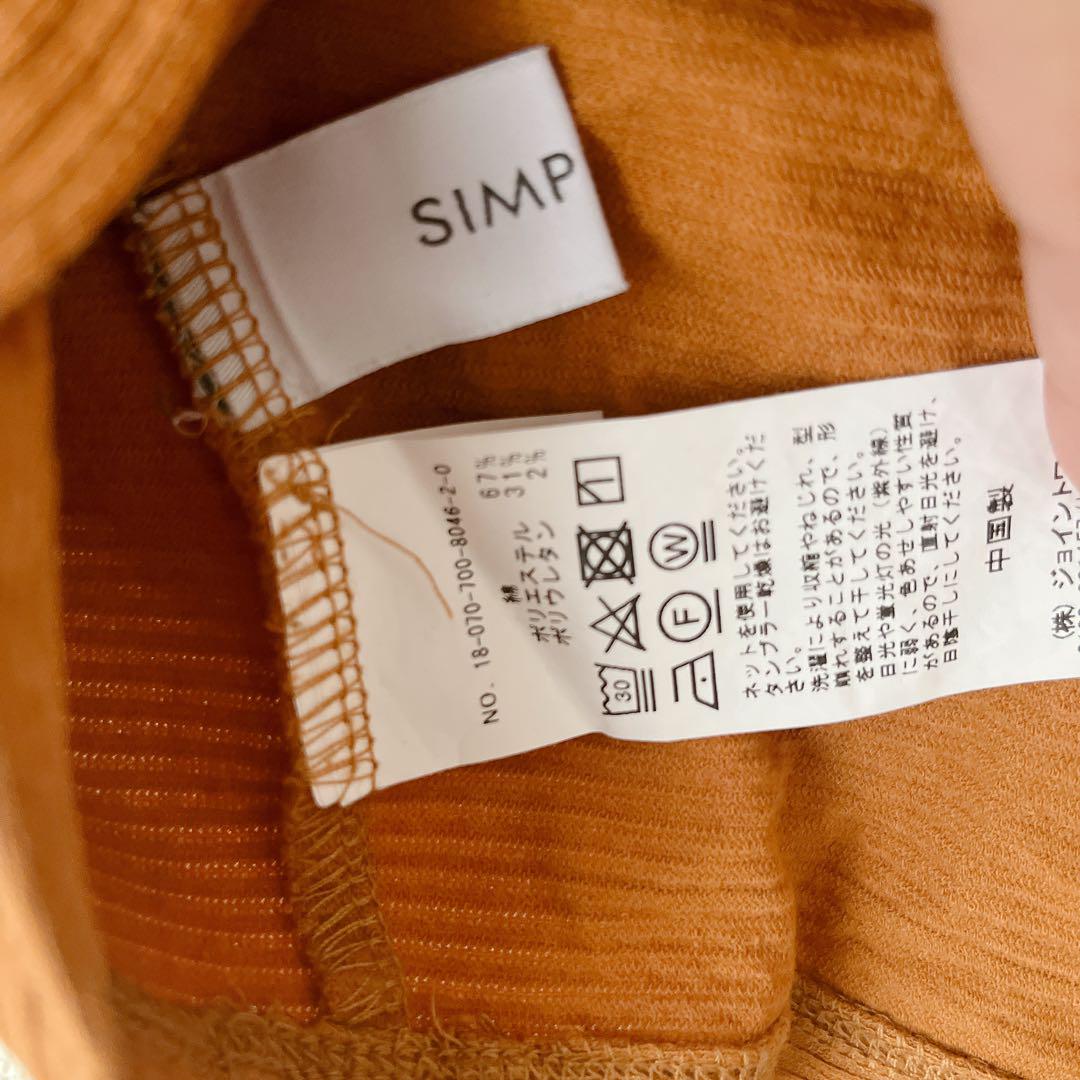 SIMP
NO. 18-070-700-8046-2-0
綿 67%
ポリエステル 31%
ポリウレタン 2%
30
F
W
ネットを使用してください。
タンブラー乾燥はお避けくだ
さい。
洗濯により収縮やねじれ、型
崩れすることがあるので、形
を整えて干してください。
日光や蛍光灯の光(紫外線)
に弱く、色あせしやすい性質
があるので、直射日光を避け、
日陰干しにしてください。
中国製
(株) ジョイント